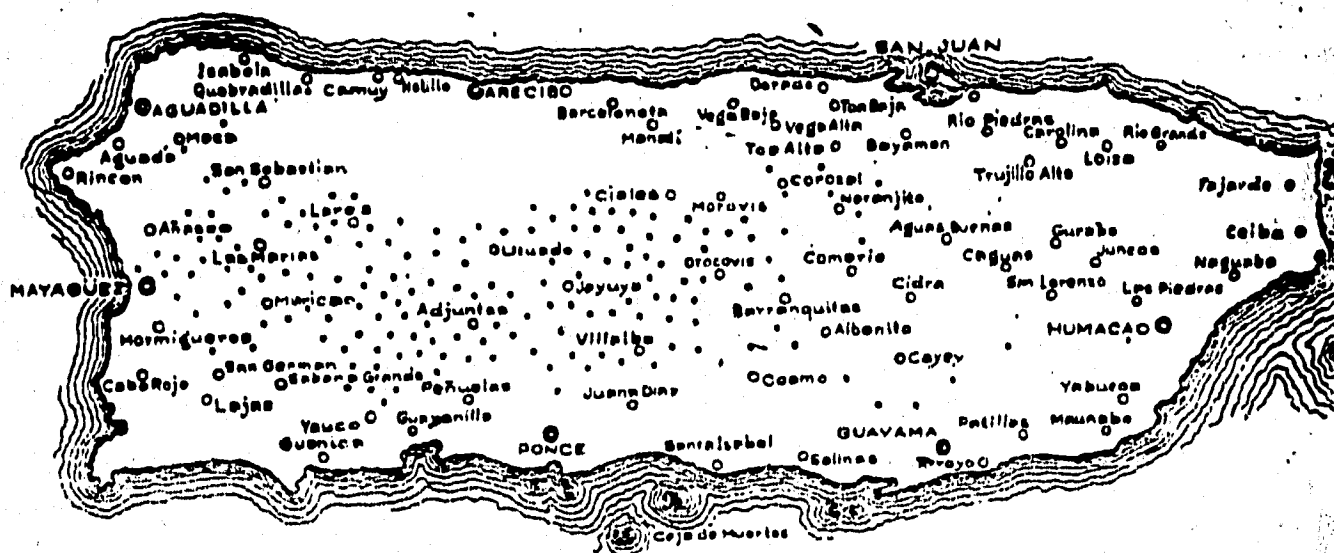 SAN JUAN
Isabela
Quebradillas
Camuy
Hatillo
ARECIBO
Dorado
AGUADILLA
Barceloneta
Vega Baja
Toa Baja
Moca
Manatí
Vega Alta
Rio Piedras
Carolina
Rio Grande
Aguada
Toa Alta
Bayamon
Loiza
Rincon
San Sebastian
Trujillo Alto
Corozal
Fajardo
Ciales
Morovis
Naranjito
Lares
Añasco
Aguas Buenas
Gurabo
Ceiba
Utuado
Las Marias
Orocovis
Comerio
Caguas
Juncos
Naguabo
MAYAGUEZ
Jayuya
Cidra
San Lorenzo
Las Piedras
Maricao
Adjuntas
Barranquitas
Hormigueros
Villalba
Aibonito
HUMACAO
San German
Cayey
Cabo Rojo
Sabana Grande
Peñuelas
Juana Diaz
Coamo
Yabucoa
Lajas
Yauco
Guayanilla
Guanica
PONCE
Santa Isabel
GUAYAMA
Patillas
Maunabo
Salinas
Arroyo
Caja de Muertos